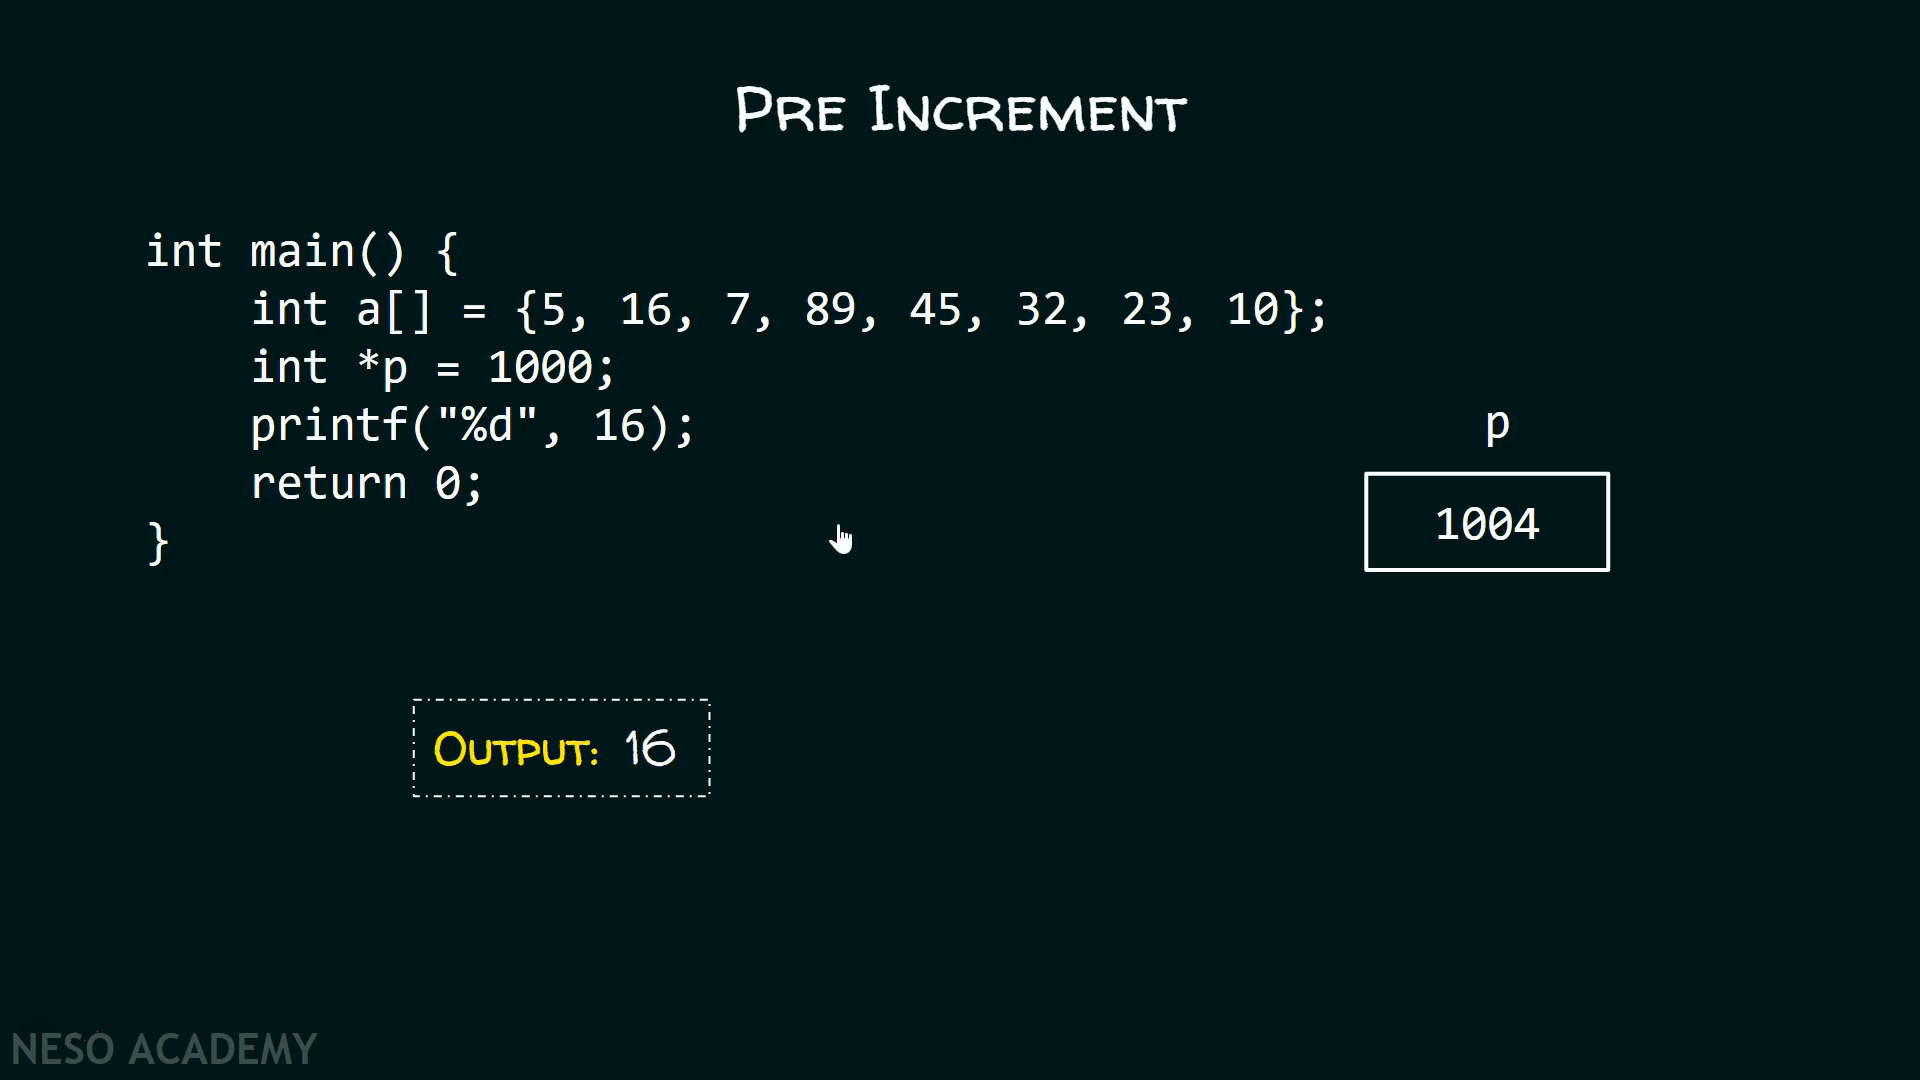 PRE INCREMENT
int main() {
int a[] = {5, 16, 7, 89, 45, 32, 23, 10};
int *p = 1000;
printf("%d", 16);
return 0;
}
p
1004
OUTPUT: 16
NESO ACADEMY